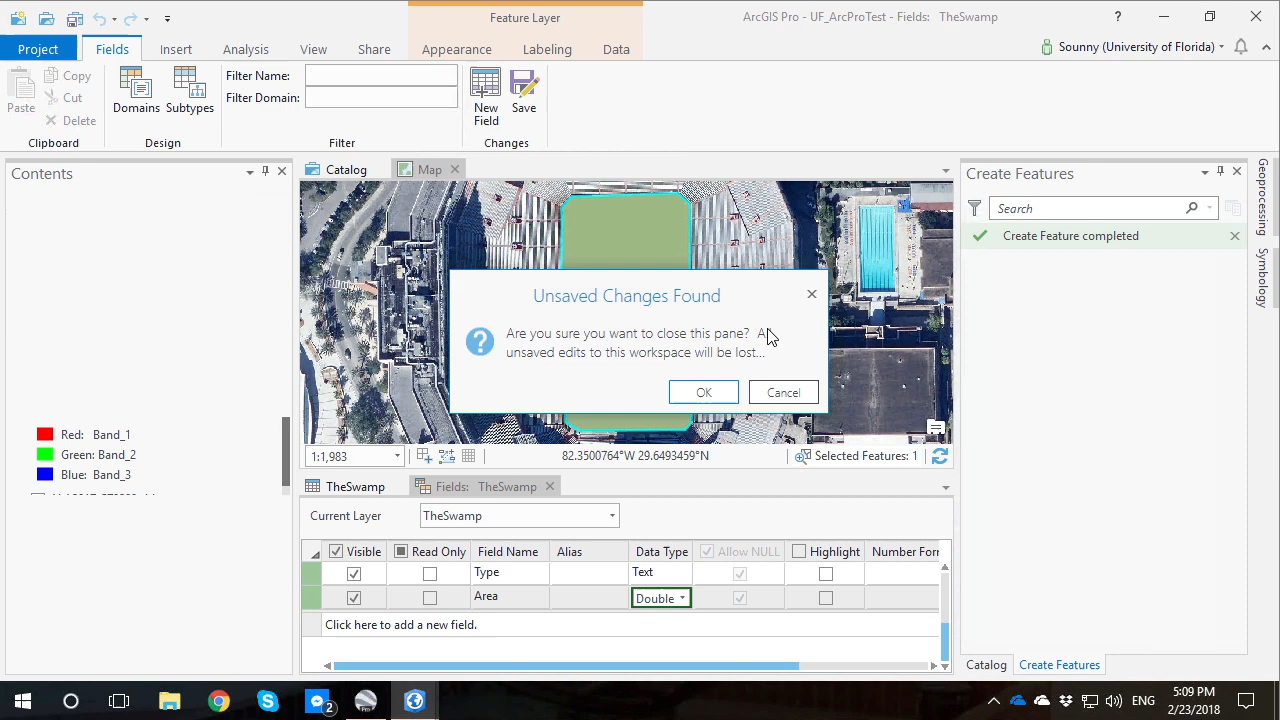 Feature Layer
ArcGIS Pro - UF_ArcProTest - Fields: TheSwamp
?
Project
Fields
Insert
Analysis
View
Share
Appearance
Labeling
Data
Sounny (University of Florida)
Paste
Copy
Cut
Delete
Clipboard
Domains
Subtypes
Design
Filter Name:
Filter Domain:
Filter
New
Field
Save
Changes
Contents
Red: Band_1
Green: Band_2
Blue: Band_3
Catalog
Map
Unsaved Changes Found
Are you sure you want to close this pane?
unsaved edits to this workspace will be lost...
OK
Cancel
1:1,983
82.3500764°W 29.6493459°N
Selected Features: 1
TheSwamp
Fields: TheSwamp
Current Layer
TheSwamp
Visible
Read Only
Field Name
Alias
Data Type
Allow NULL
Highlight
Number Forr
Type
Text
Area
Double
Click here to add a new field.
Create Features
Search
Create Feature completed
Catalog
Create Features
Geoprocessing
Symbology
2
Pro
ENG
5:09 PM
2/23/2018